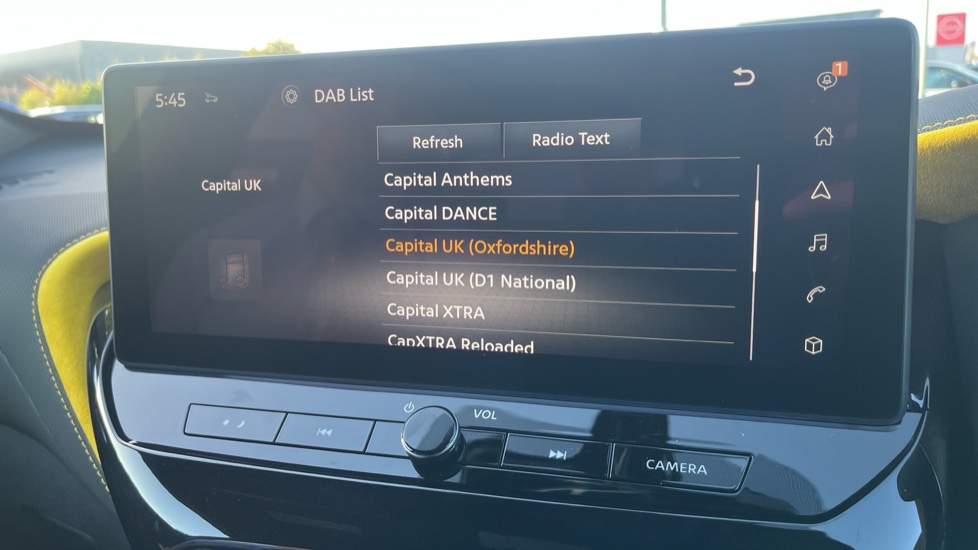 5:45
DAB List
1
Refresh
Radio Text
Capital UK
Capital Anthems
Capital DANCE
Capital UK (Oxfordshire)
Capital UK (D1 National)
Capital XTRA
CapXTRA Reloaded
VOL
CAMERA